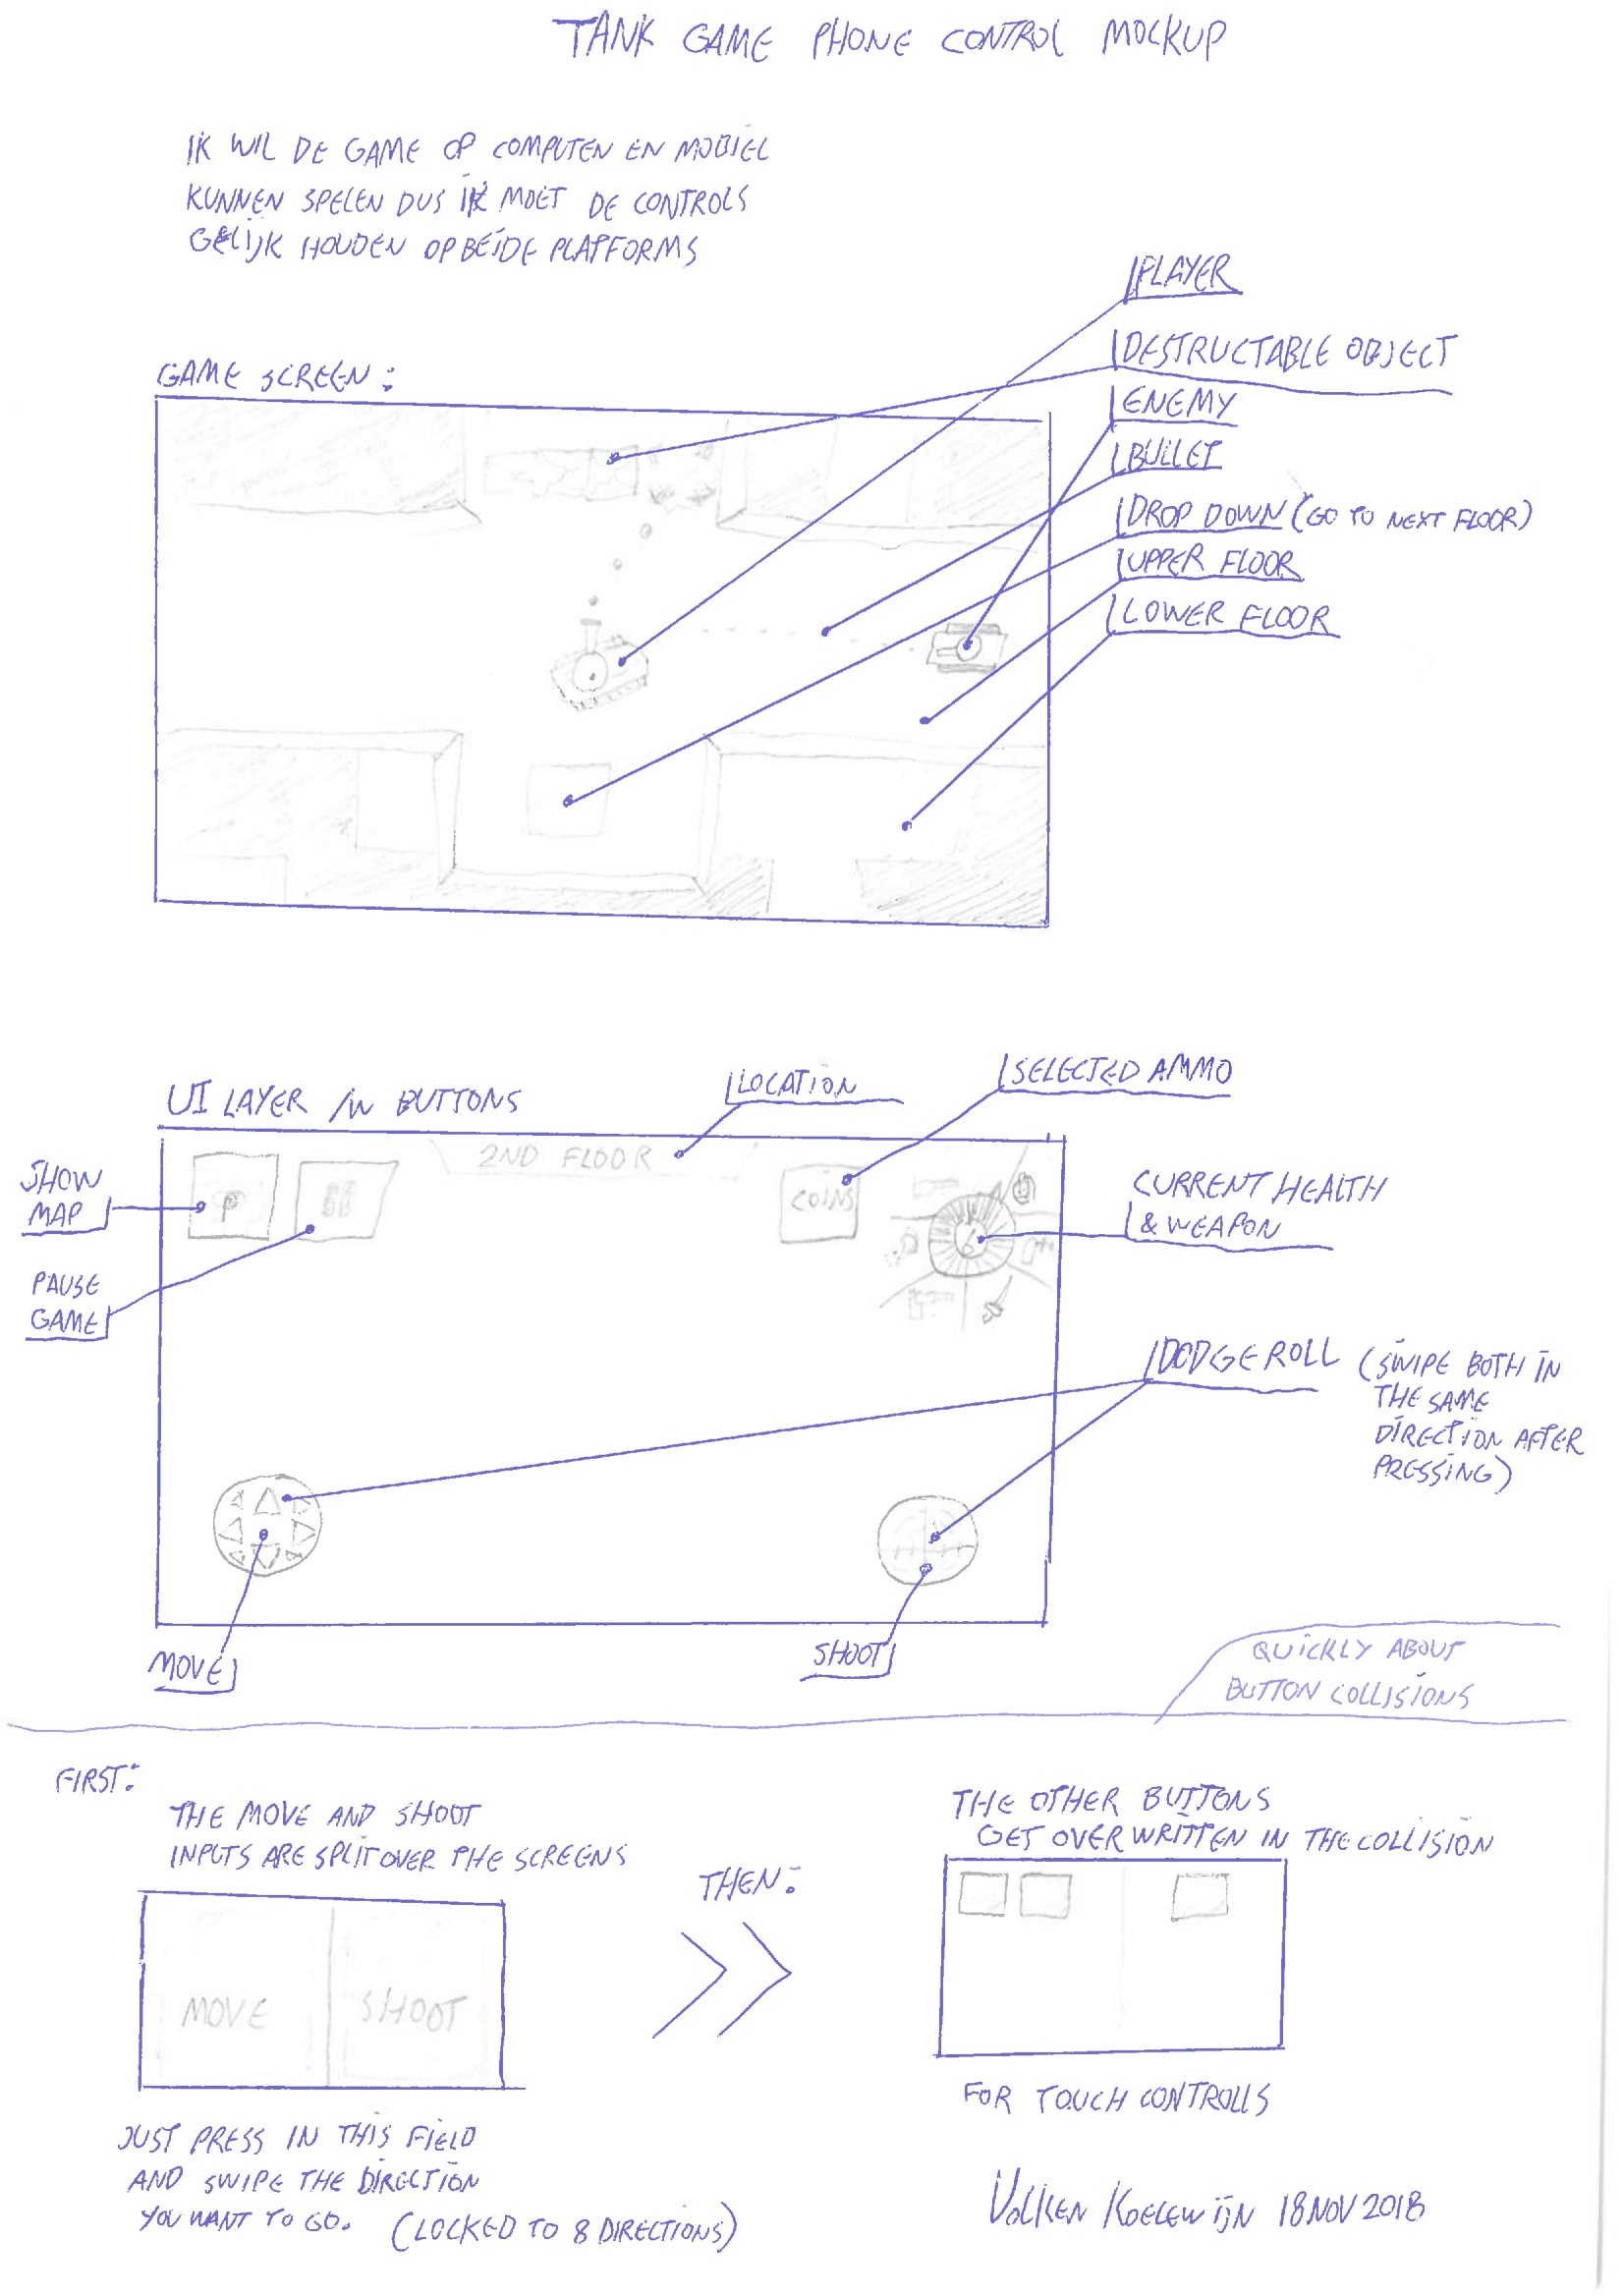 TANK GAME PHONE CONTROL MOCKUP
IK WIL DE GAME OP COMPUTEN EN MOBIEL
KUNNEN SPELEN DUS IK MOET DE CONTROLS
GELIJK HOUDEN OP BEIDE PLATFORMS
PLAYER
DESTRUCTABLE OBJECT
GAME SCREEN:
ENEMY
BULLET
DROP DOWN (GO TO NEXT FLOOR)
UPPER FLOOR
LOWER FLOOR
UI LAYER /W BUTTONS
LOCATION
SELECTED AMMO
2ND FLOOR
SHOW
MAP
P
COINS
CURRENT HEALTH
& WEAPON
PAUSE
GAME
DODGE ROLL (SWIPE BOTH IN
THE SAME
DIRECTION AFTER
PRESSING)
MOVE
SHOOT
QUICKLY ABOUT
BUTTON COLLISIONS
FIRST:
THE MOVE AND SHOOT
INPUTS ARE SPLIT OVER THE SCREENS
THEN:
THE OTHER BUTTONS
GET OVERWRITTEN IN THE COLLISION
MOVE
SHOOT
FOR TOUCH CONTROLLS
JUST PRESS IN THIS FIELD
AND SWIPE THE DIRECTION
YOU WANT TO GO. (LOCKED TO 8 DIRECTIONS)
VOLKEN KOELEWIJN 18 NOV 2018